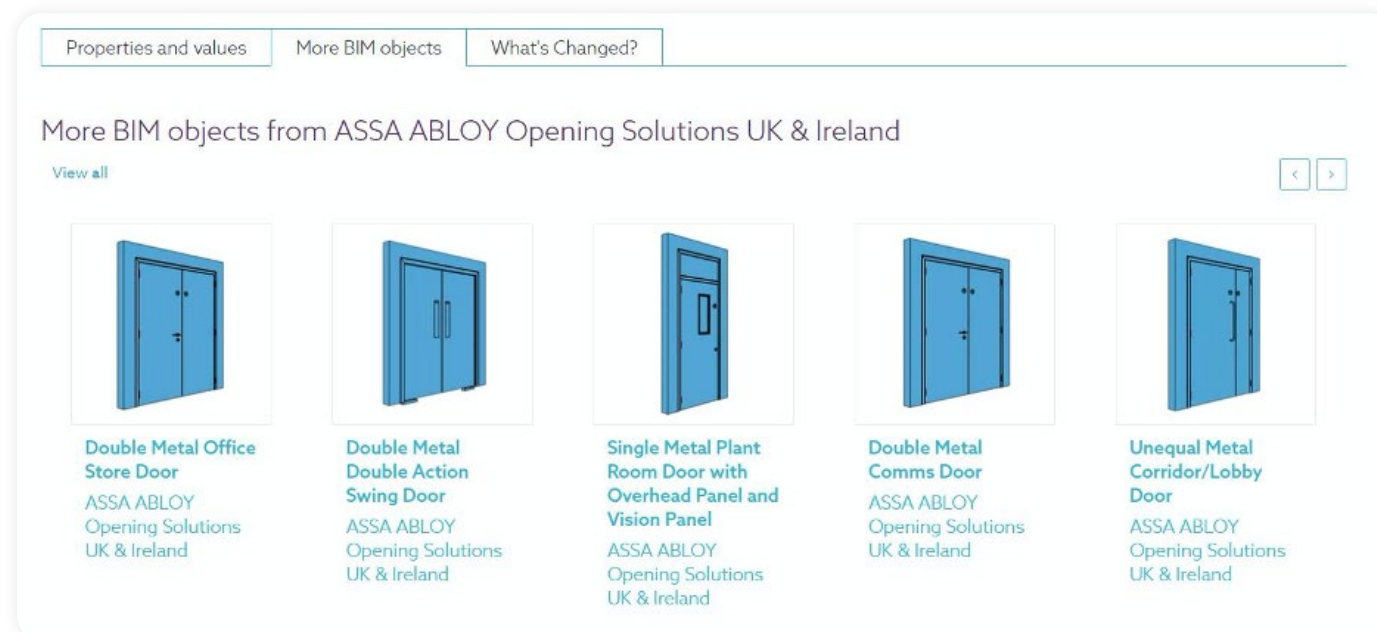 Properties and values
More BIM objects
What's Changed?
More BIM objects from ASSA ABLOY Opening Solutions UK & Ireland
View all
Double Metal Office
Store Door
ASSA ABLOY
Opening Solutions
UK & Ireland
Double Metal
Double Action
Swing Door
ASSA ABLOY
Opening Solutions
UK & Ireland
Single Metal Plant
Room Door with
Overhead Panel and
Vision Panel
ASSA ABLOY
Opening Solutions
UK & Ireland
Double Metal
Comms Door
ASSA ABLOY
Opening Solutions
UK & Ireland
Unequal Metal
Corridor/Lobby
Door
ASSA ABLOY
Opening Solutions
UK & Ireland